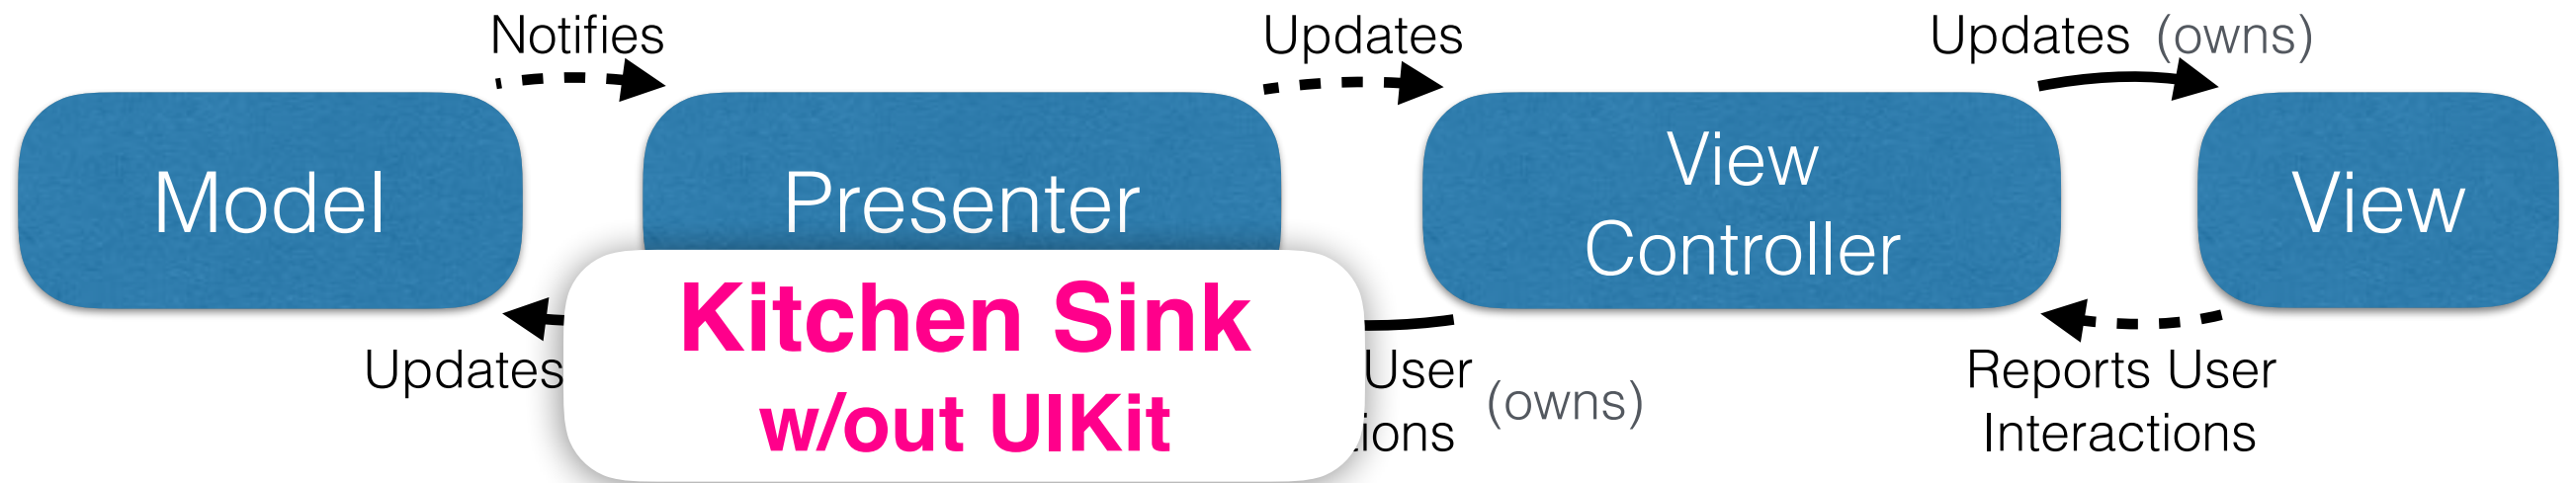 Notifies
Updates
Updates (owns)
Model
Presenter
View
Controller
View
Kitchen Sink
w/out UIKit
Updates
User
(owns)
Reports User
Interactions